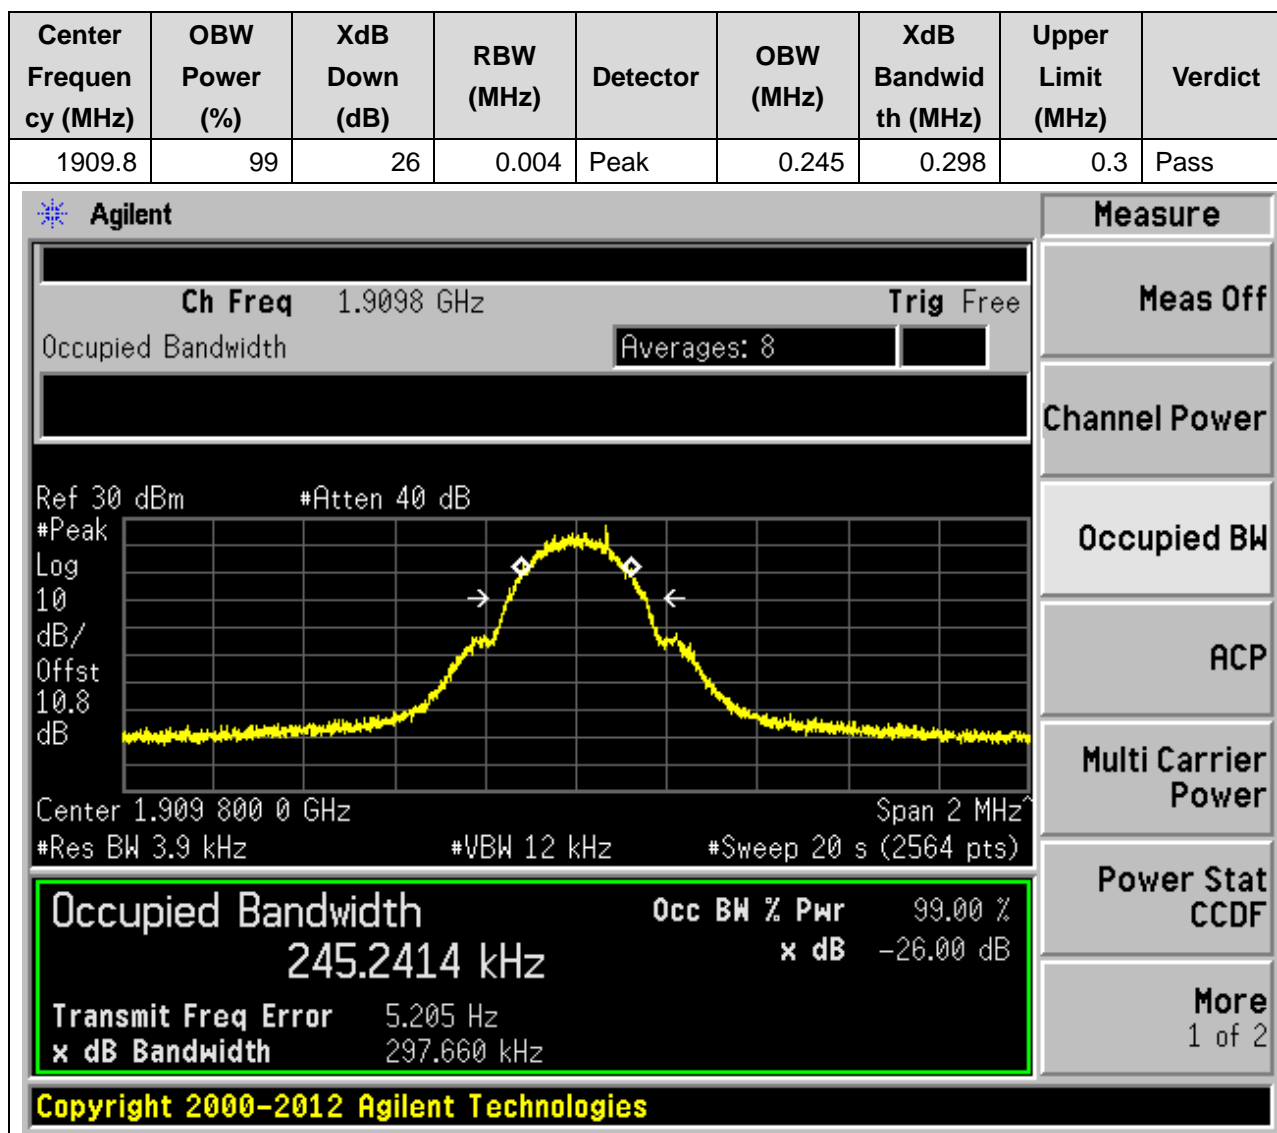 Center Frequen cy (MHz) OBW Power (%) XdB Down (dB) RBW (MHz) Detector OBW (MHz) XdB Bandwid th (MHz) Upper Limit (MHz) Verdict
1909.8 99 26 0.004 Peak 0.245 0.298 0.3 Pass
Agilent
Measure
Ch Freq 1.9098 GHz Trig Free
Occupied Bandwidth Averages: 8
Ref 30 dBm #Atten 40 dB
#Peak
Log
10
dB/
Offst
10.8
dB
Center 1.909 800 0 GHz Span 2 MHz^
#Res BW 3.9 kHz #VBW 12 kHz #Sweep 20 s (2564 pts)
Occupied Bandwidth Occ BW % Pwr 99.00 %
245.2414 kHz x dB -26.00 dB
Transmit Freq Error 5.205 Hz
x dB Bandwidth 297.660 kHz
Meas Off
Channel Power
Occupied BW
ACP
Multi Carrier
Power
Power Stat
CCDF
More
1 of 2
Copyright 2000-2012 Agilent Technologies